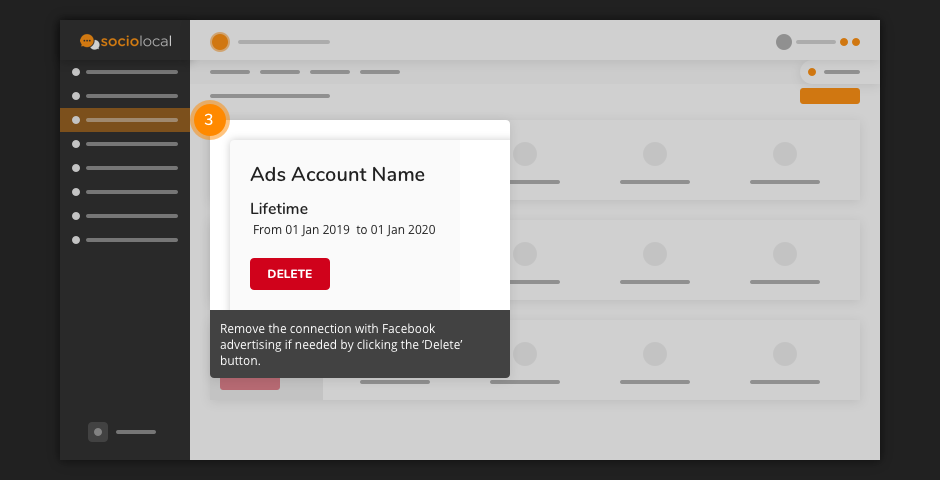 sociolocal
3
Ads Account Name
Lifetime
From 01 Jan 2019  to 01 Jan 2020
DELETE
Remove the connection with Facebook
advertising if needed by clicking the ‘Delete’
button.